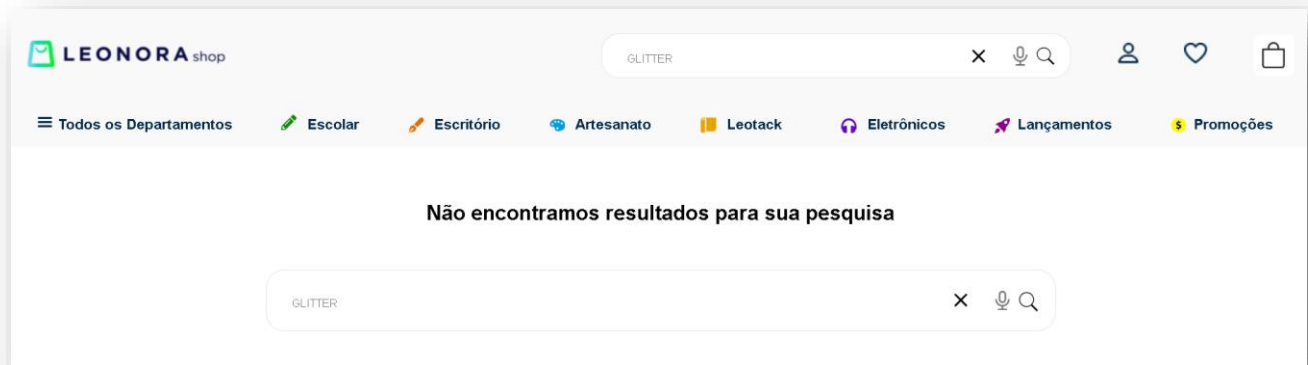 LEONORA shop
GLITTER
Todos os Departamentos
Escolar
Escritório
Artesanato
Leotack
Eletrônicos
Lançamentos
$
Promoções
Não encontramos resultados para sua pesquisa
GLITTER